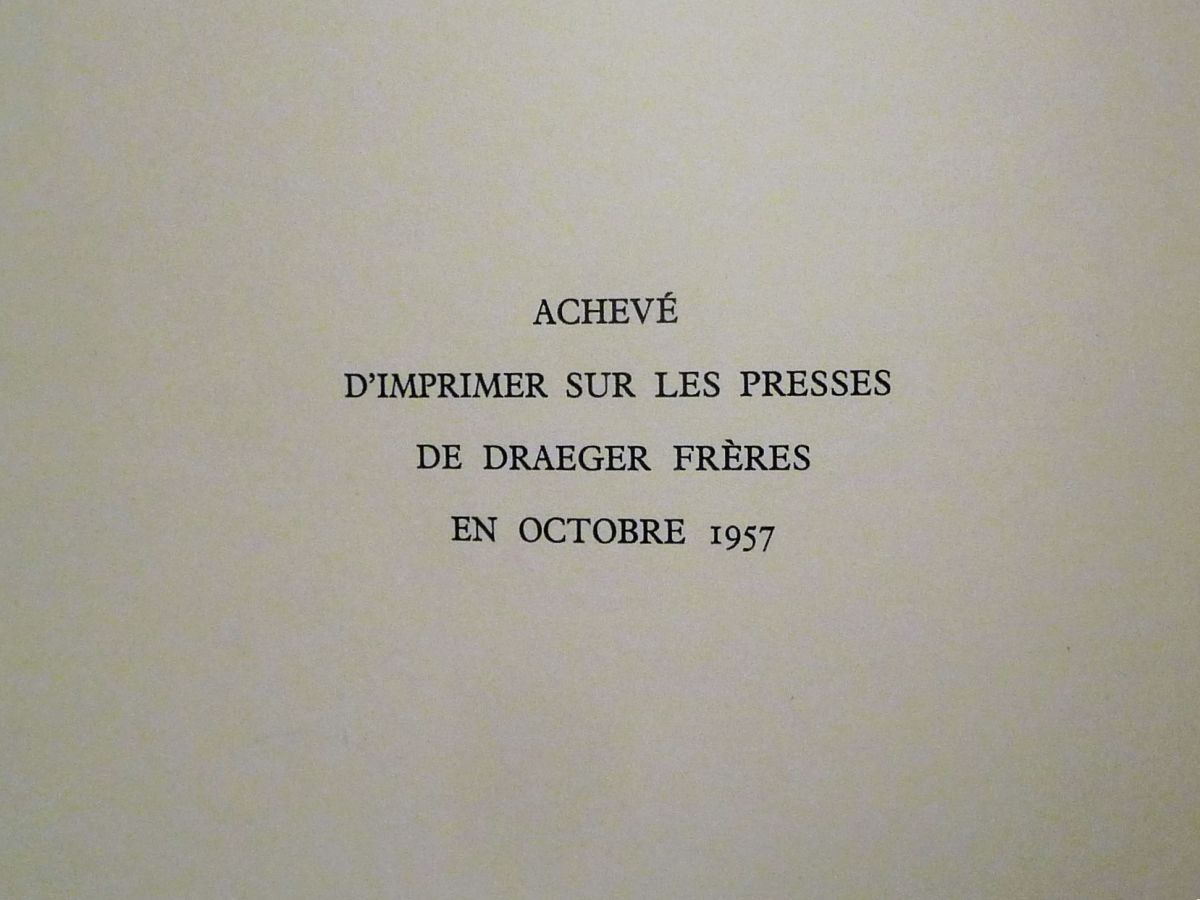 ACHEVÉ
D'IMPRIMER SUR LES PRESSES
DE DRAEGER FRÈRES
EN OCTOBRE 1957